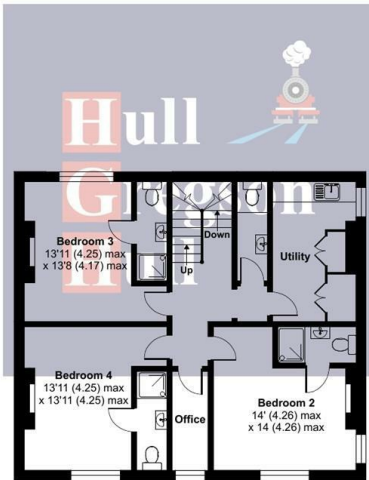 Hull
Gregson
Hull
Bedroom 3
13'11 (4.25) max
x 13'8 (4.17) max
Down
Up
Utility
Bedroom 4
13'11 (4.25) max
x 13'11 (4.25) max
Office
Bedroom 2
14' (4.26) max
x 14 (4.26) max